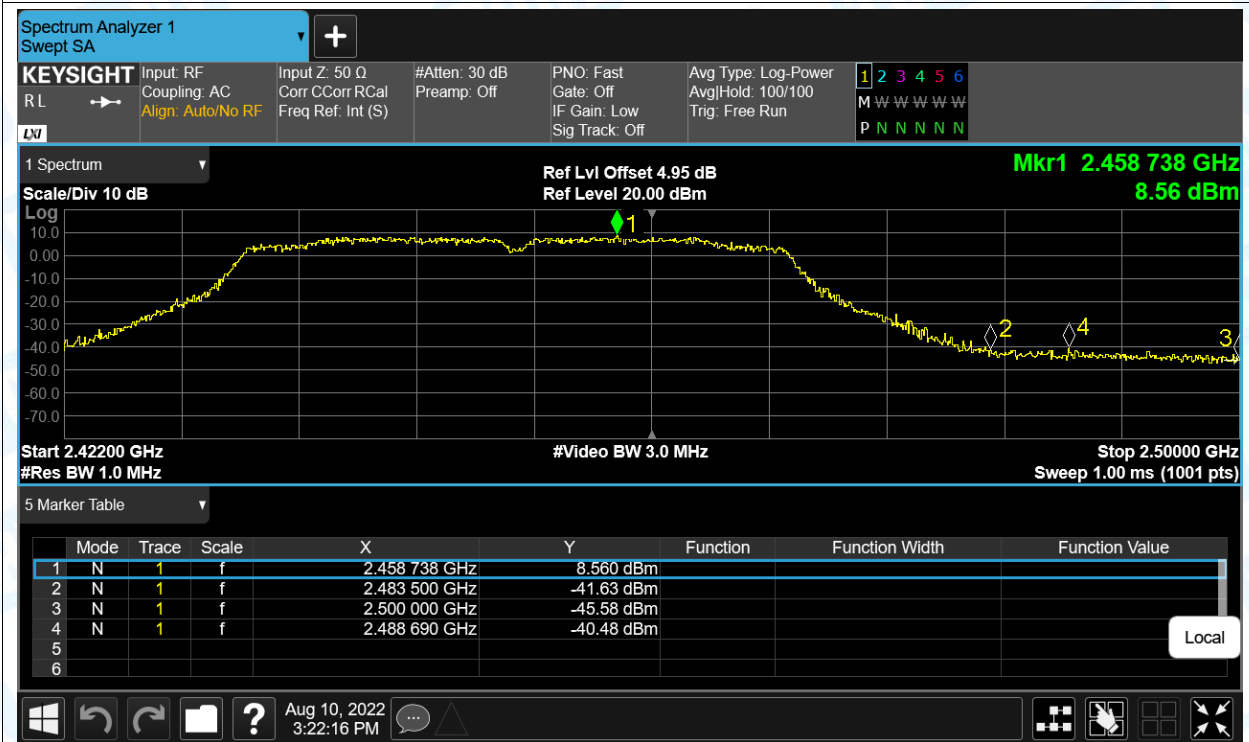 Spectrum Analyzer 1
Swept SA
KEYSIGHT
R L
LXI
Input: RF
Coupling: AC
Align: Auto/No RF
Input Z: 50 Ω
Corr CCorr RCal
Freq Ref: Int (S)
#Atten: 30 dB
Preamp: Off
PNO: Fast
Gate: Off
IF Gain: Low
Sig Track: Off
Avg Type: Log-Power
Avg|Hold: 100/100
Trig: Free Run
1 2 3 4 5 6
M W W W W W
P N N N N N
1 Spectrum
Scale/Div 10 dB
Ref Lvl Offset 4.95 dB
Ref Level 20.00 dBm
Mkr1 2.458 738 GHz
8.56 dBm
Log
10.0
0.00
-10.0
-20.0
-30.0
-40.0
-50.0
-60.0
-70.0
1
2
4
3
Start 2.42200 GHz
#Res BW 1.0 MHz
#Video BW 3.0 MHz
Stop 2.50000 GHz
Sweep 1.00 ms (1001 pts)
5 Marker Table
Mode Trace Scale X Y Function Function Width Function Value
1 N 1 f 2.458 738 GHz 8.560 dBm
2 N 1 f 2.483 500 GHz -41.63 dBm
3 N 1 f 2.500 000 GHz -45.58 dBm
4 N 1 f 2.488 690 GHz -40.48 dBm
5
6
Local
?
Aug 10, 2022
3:22:16 PM